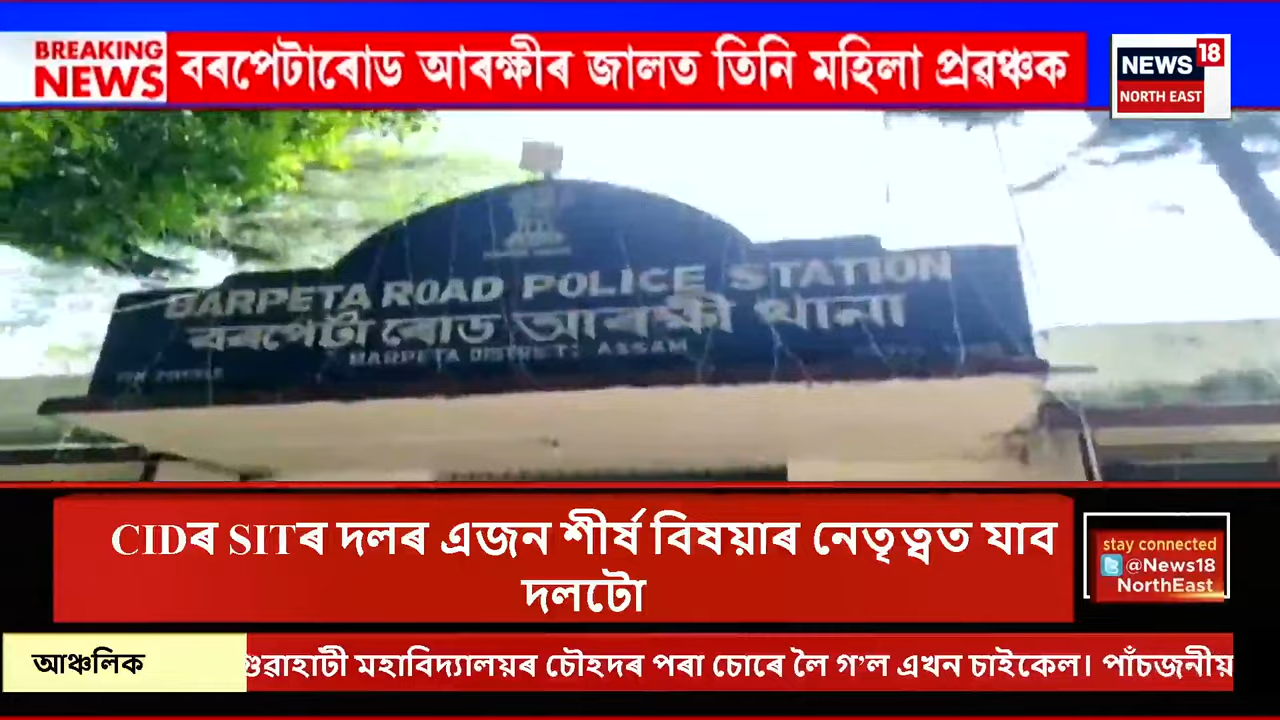 BREAKING
NEWS
বৰপেটাৰোড আৰক্ষীৰ জালত তিনি মহিলা প্ৰৱঞ্চক
NEWS 18
NORTH EAST
BARPETA ROAD POLICE STATION
বৰপেটা ৰোড আৰক্ষী থানা
BARPETA DISTRICT: ASSAM
CIDৰ SITৰ দলৰ এজন শীৰ্ষ বিষয়াৰ নেতৃত্বত যাব
দলটো
stay connected
@News18
NorthEast
আঞ্চলিক
গুৱাহাটী মহাবিদ্যালয়ৰ চৌহদৰ পৰা চোৰে লৈ গ'ল এখন চাইকেল। পাঁচজনীয়